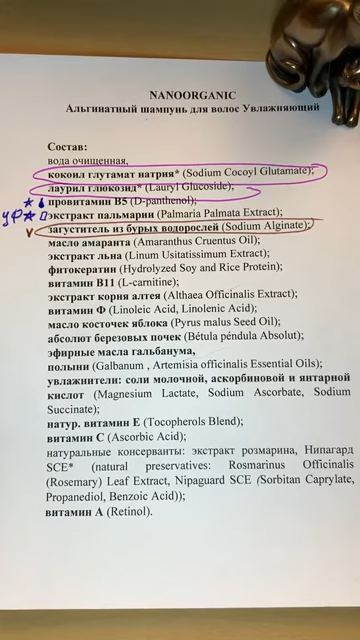 NANOORGANIC
Альгинатный шампунь для волос Увлажняющий
Состав:
вода очищенная,
кокоил глутамат натрия* (Sodium Cocoyl Glutamate);
лаурил глюкозид* (Lauryl Glucoside);
провитамин В5 (D-panthenol);
УФ экстракт пальмарии (Palmaria Palmata Extract);
загуститель из бурых водорослей (Sodium Alginate);
масло амаранта (Amaranthus Cruentus Oil);
экстракт льна (Linum Usitatissimum Extract);
фитокератин (Hydrolyzed Soy and Rice Protein);
витамин В11 (L-carnitine);
экстракт корня алтея (Althaea Officinalis Extract);
витамин Ф (Linoleic Acid, Linolenic Acid);
масло косточек яблока (Pyrus malus Seed Oil);
абсолют березовых почек (Bétula péndula Absolut);
эфирные масла гальбанума,
полыни (Galbanum , Artemisia officinalis Essential Oils);
увлажнители: соли молочной, аскорбиновой и янтарной
кислот (Magnesium Lactate, Sodium Ascorbate, Sodium
Succinate);
натур. витамин Е (Tocopherols Blend);
витамин С (Ascorbic Acid);
натуральные консерванты: экстракт розмарина, Нипагард
SCE* (natural preservatives: Rosmarinus Officinalis
(Rosemary) Leaf Extract, Nipaguard SCE (Sorbitan Caprylate,
Propanediol, Benzoic Acid));
витамин А (Retinol).